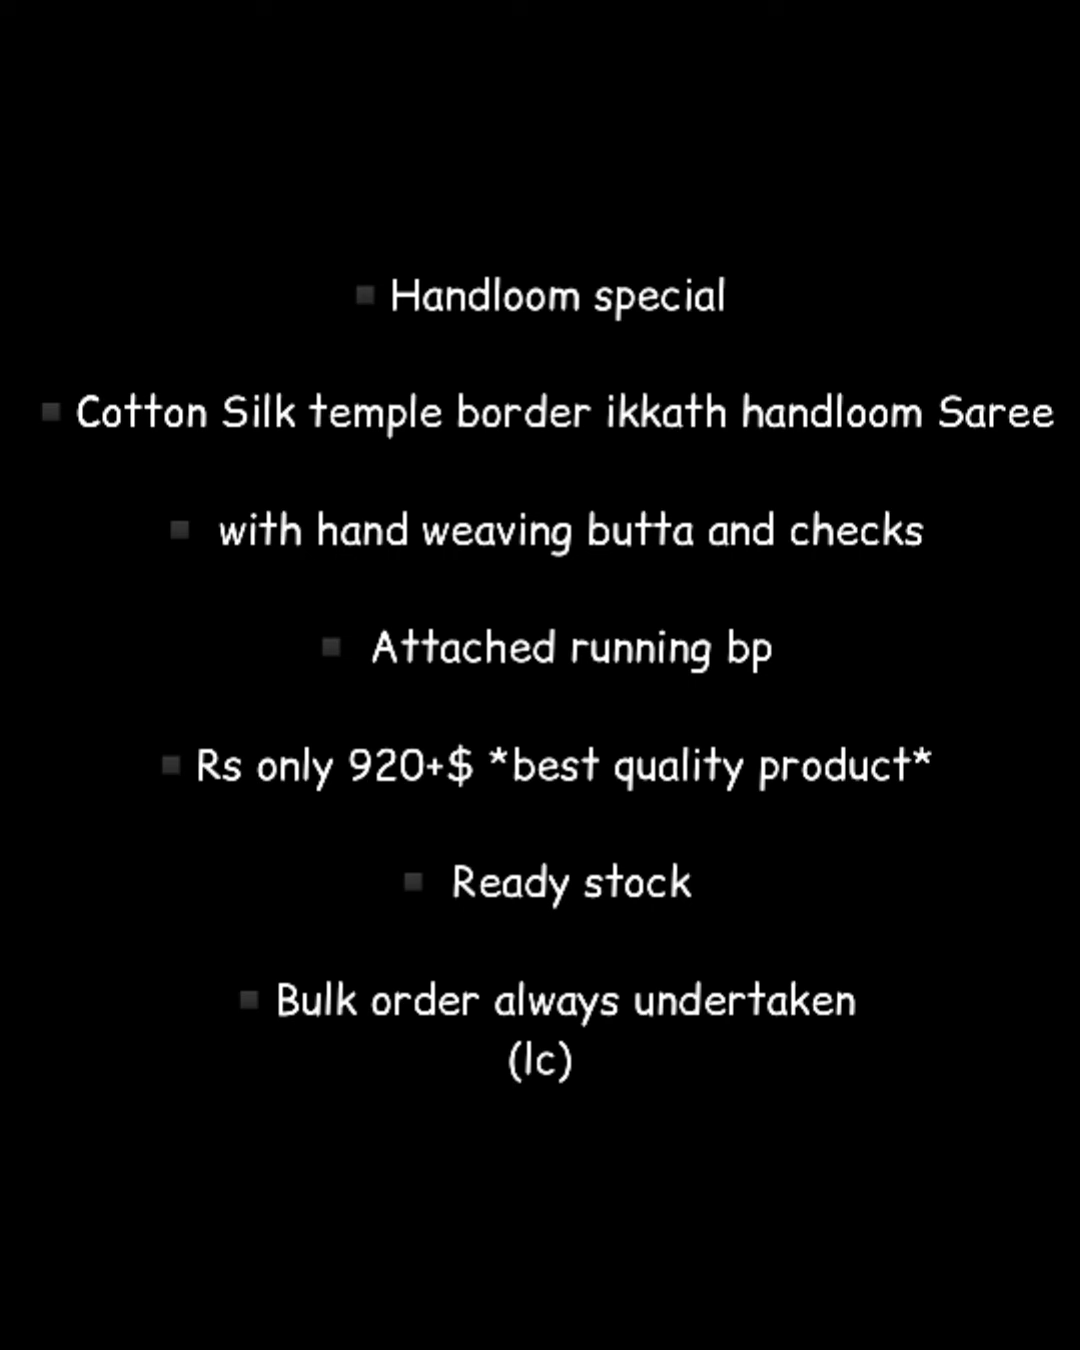 ▪ Handloom special
▪ Cotton Silk temple border ikkath handloom Saree
▪ with hand weaving butta and checks
▪ Attached running bp
▪ Rs only 920+$ *best quality product*
▪ Ready stock
▪ Bulk order always undertaken
(lc)